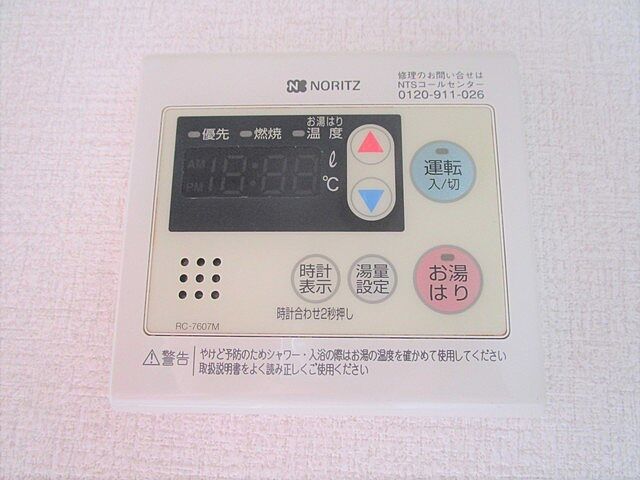 NORITZ
修理のお問い合せは
NTSコールセンター
0120-911-026
お湯はり
優先 燃焼 温度
AM 18:88 ℓ
PM ℃
運転
入/切
時計
表示
湯量
設定
お湯
はり
時計合わせ2秒押し
RC-7607M
警告 やけど予防のためシャワー・入浴の際はお湯の温度を確かめて使用してください
取扱説明書をよく読み正しくご使用ください